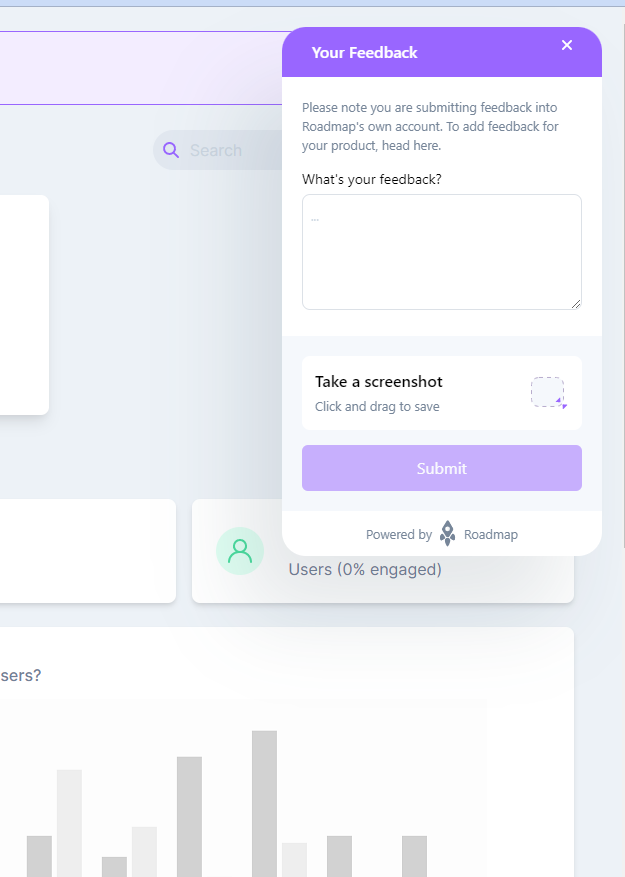 Your Feedback
Please note you are submitting feedback into
Roadmap's own account. To add feedback for
your product, head here.
Search
What's your feedback?
...
Take a screenshot
Click and drag to save
Submit
Powered by Roadmap
Users (0% engaged)
sers?